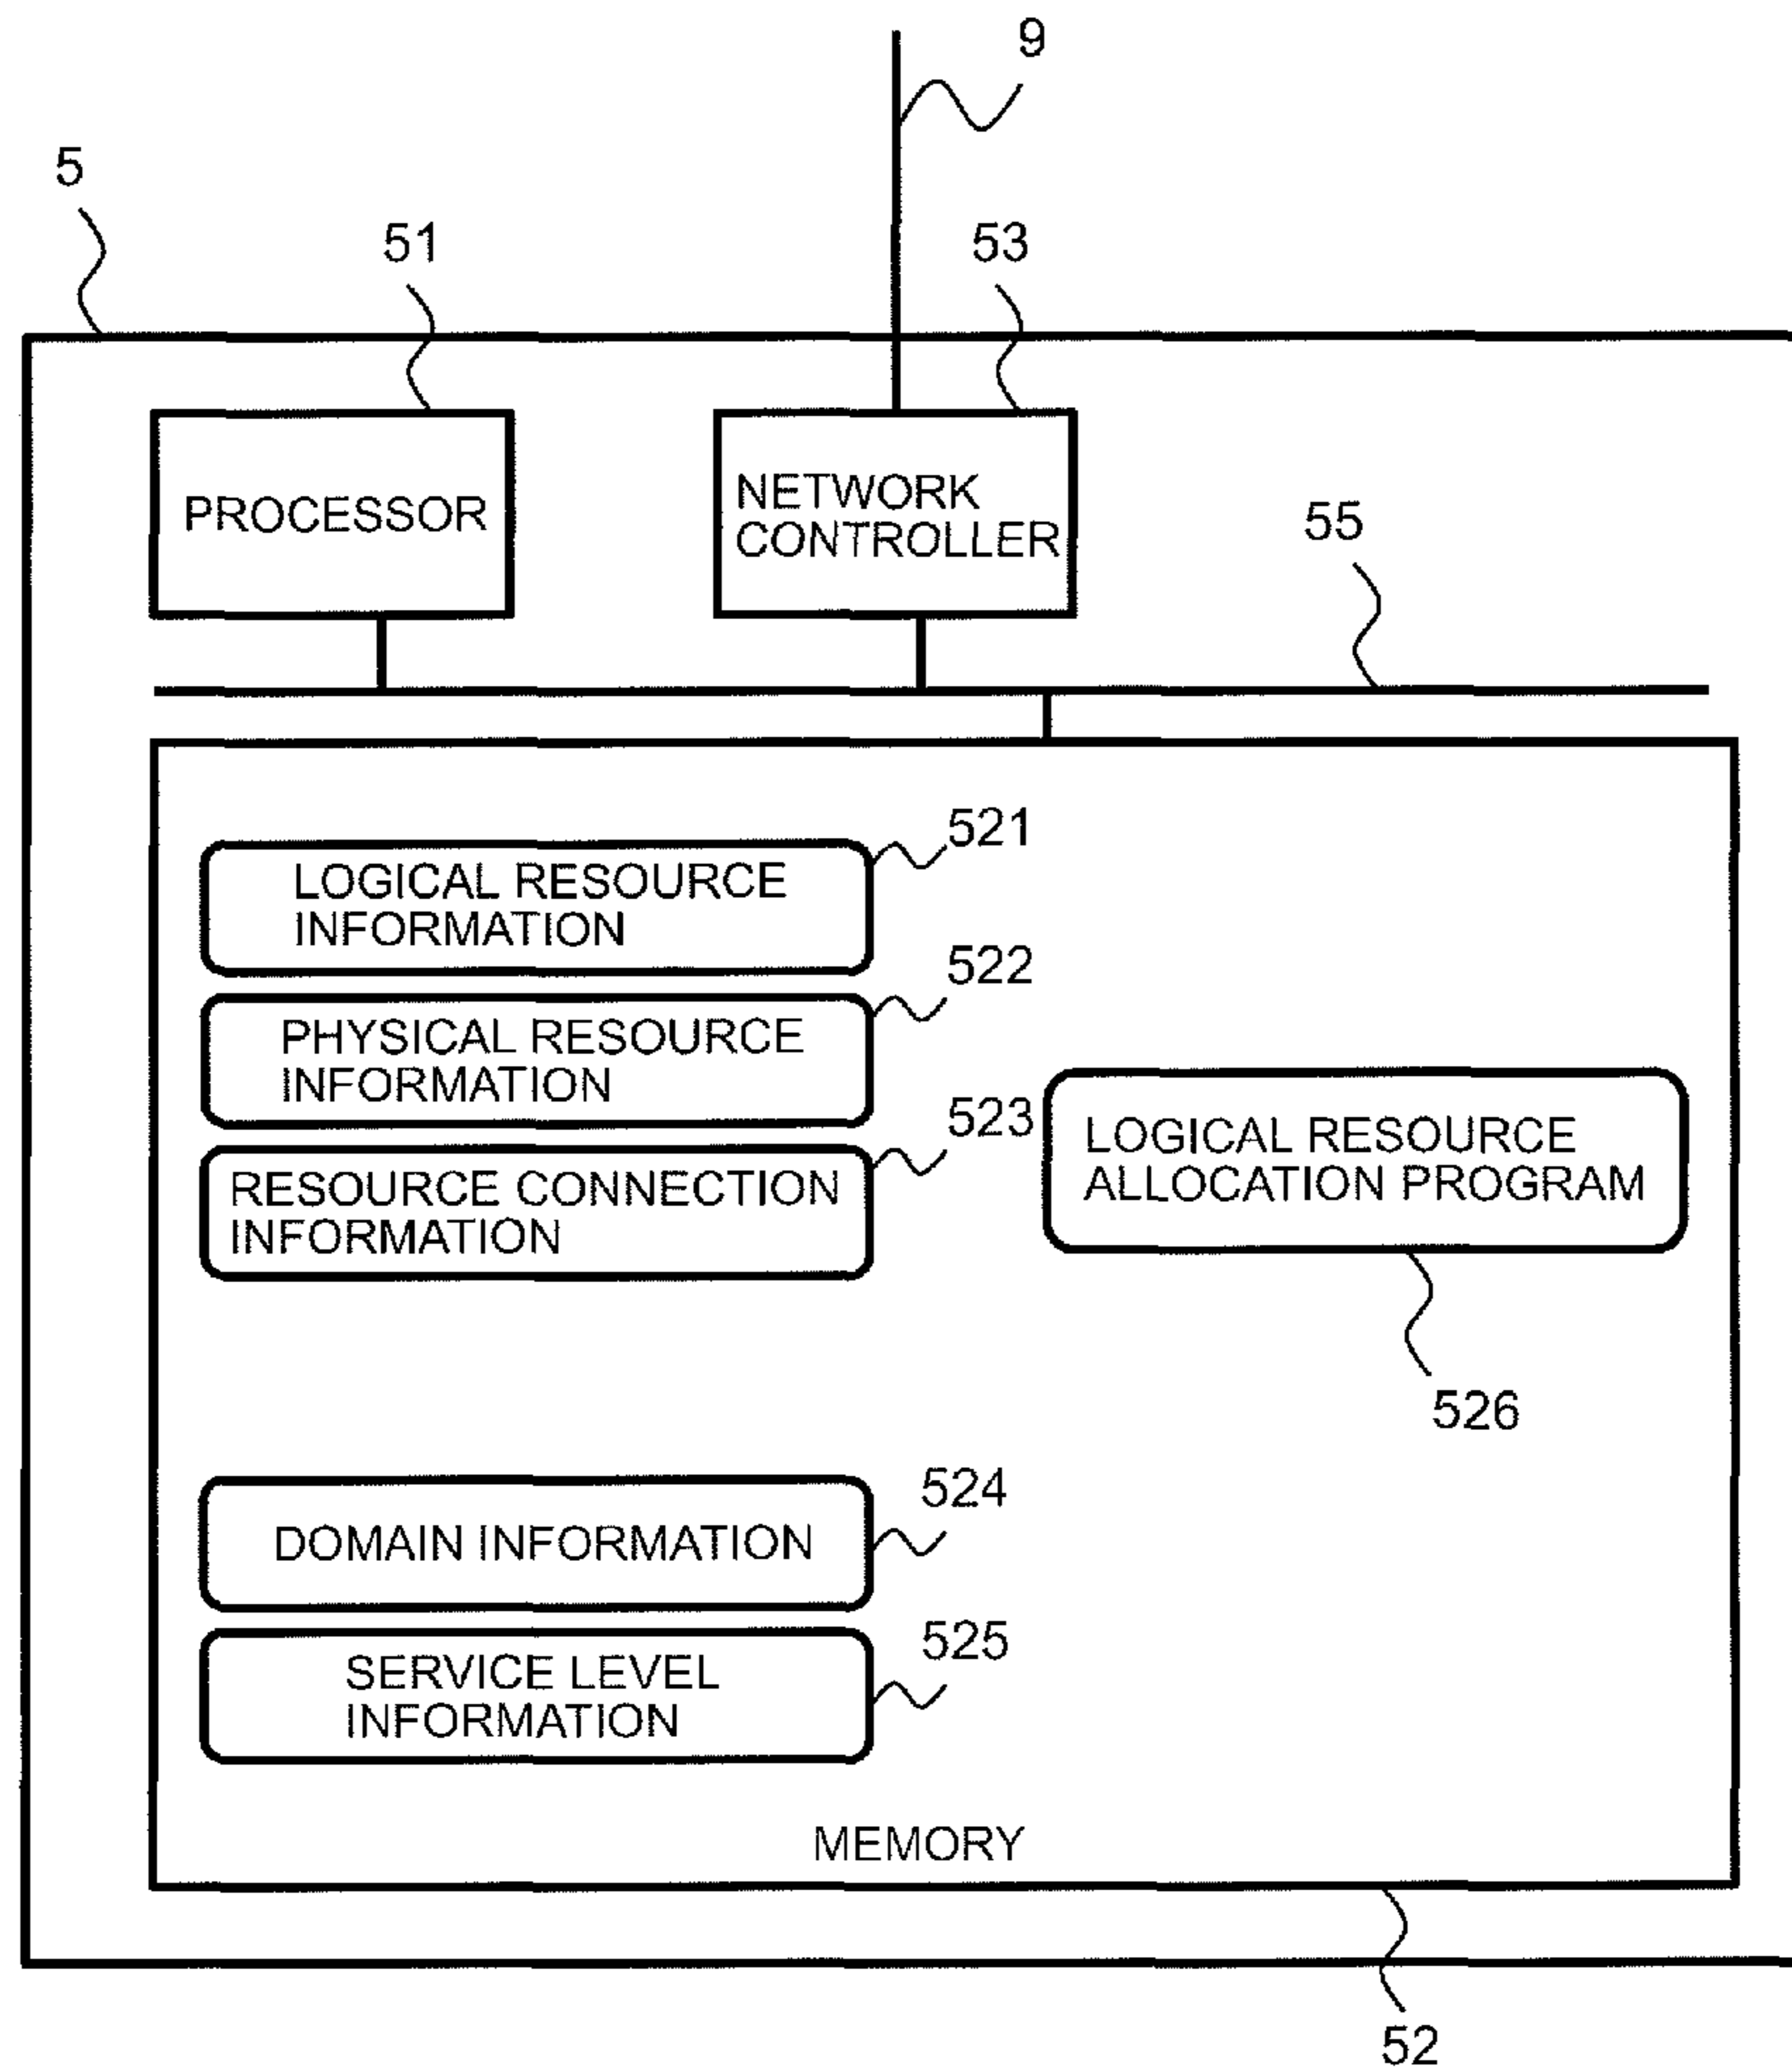 9
5
51
53
PROCESSOR
NETWORK
CONTROLLER
55
521
LOGICAL RESOURCE
INFORMATION
522
PHYSICAL RESOURCE
INFORMATION
523
RESOURCE CONNECTION
INFORMATION
LOGICAL RESOURCE
ALLOCATION PROGRAM
526
524
DOMAIN INFORMATION
525
SERVICE LEVEL
INFORMATION
MEMORY
52